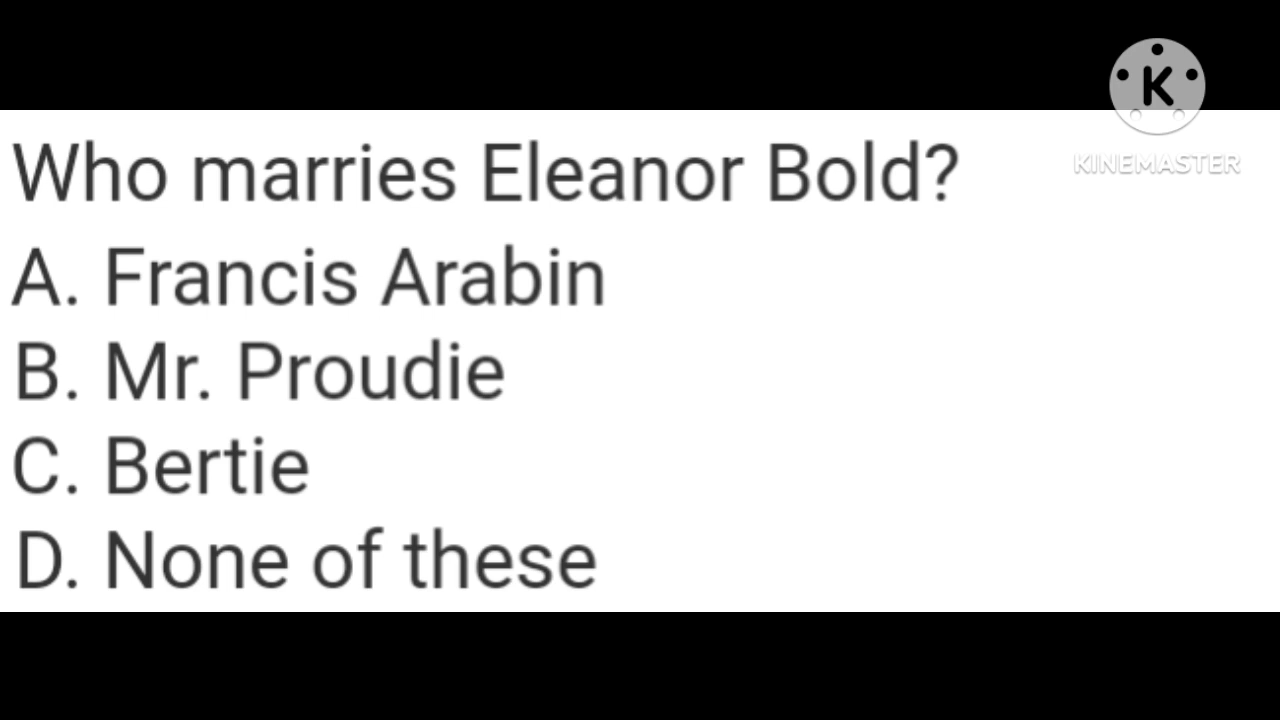 K
KINEMASTER
Who marries Eleanor Bold?
A. Francis Arabin
B. Mr. Proudie
C. Bertie
D. None of these